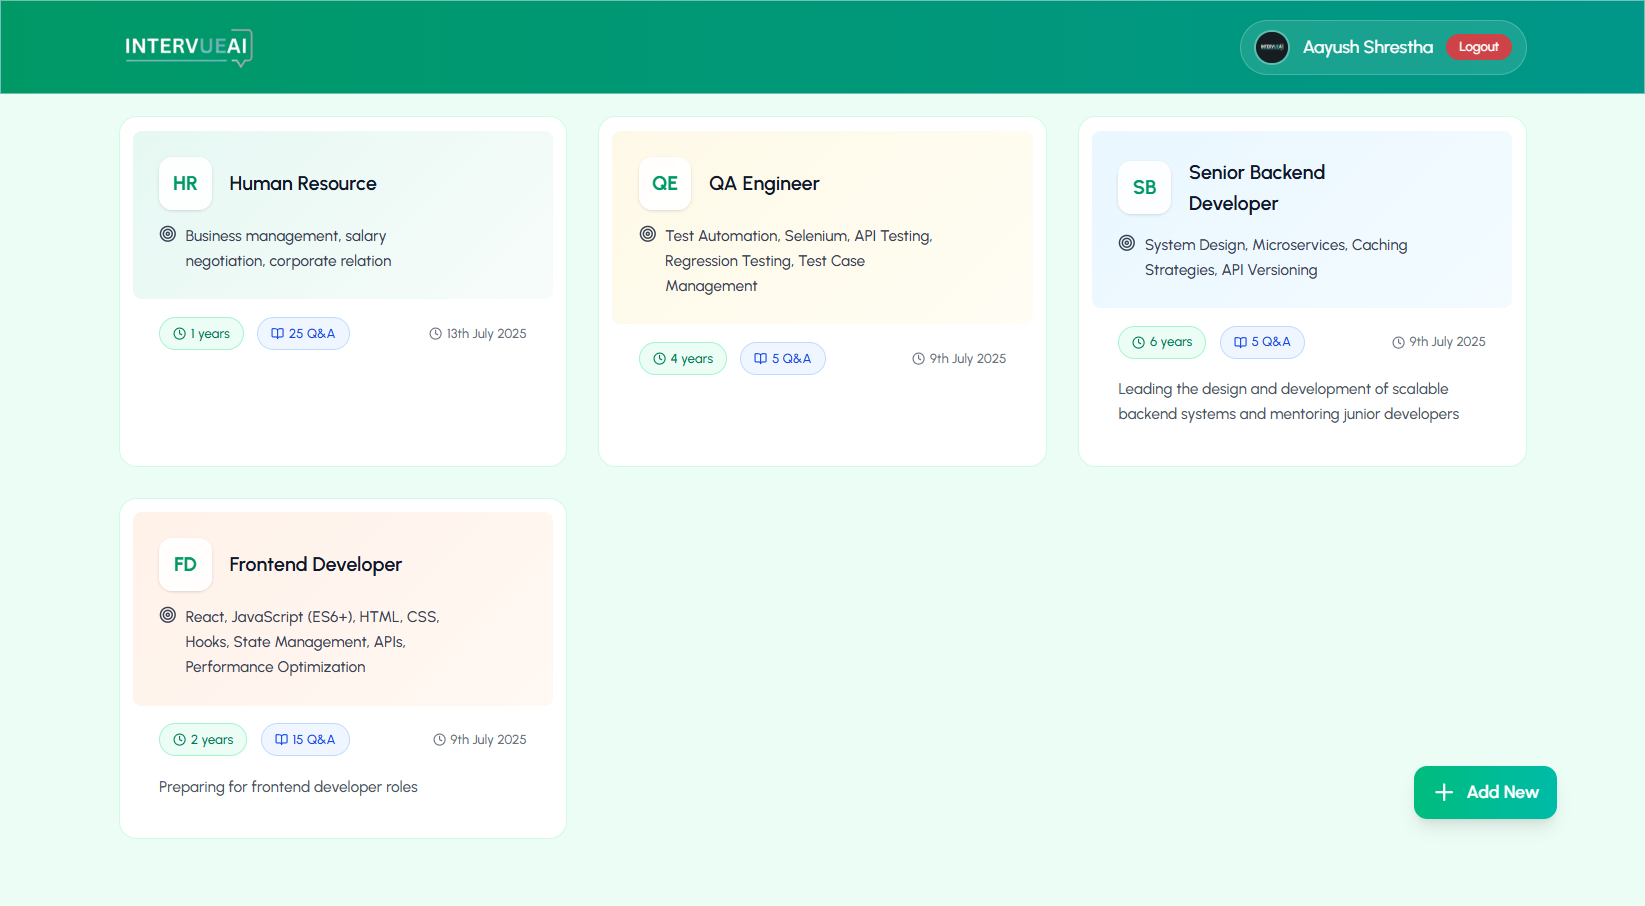 INTERVUEAI
Aayush Shrestha
Logout
HR
Human Resource
Business management, salary
negotiation, corporate relation
1 years
25 Q&A
13th July 2025
QE
QA Engineer
Test Automation, Selenium, API Testing,
Regression Testing, Test Case
Management
4 years
5 Q&A
9th July 2025
SB
Senior Backend
Developer
System Design, Microservices, Caching
Strategies, API Versioning
6 years
5 Q&A
9th July 2025
Leading the design and development of scalable
backend systems and mentoring junior developers
FD
Frontend Developer
React, JavaScript (ES6+), HTML, CSS,
Hooks, State Management, APIs,
Performance Optimization
2 years
15 Q&A
9th July 2025
Preparing for frontend developer roles
Add New